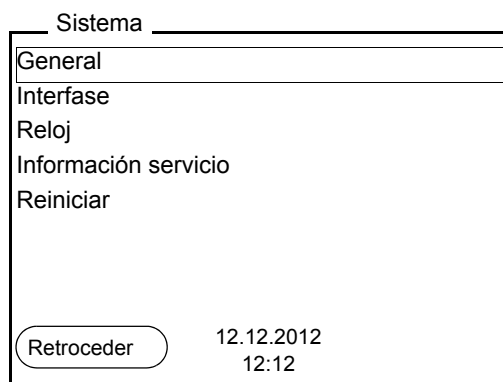 Sistema
General
Interfase
Reloj
Información servicio
Reiniciar
Retroceder
12.12.2012
12:12